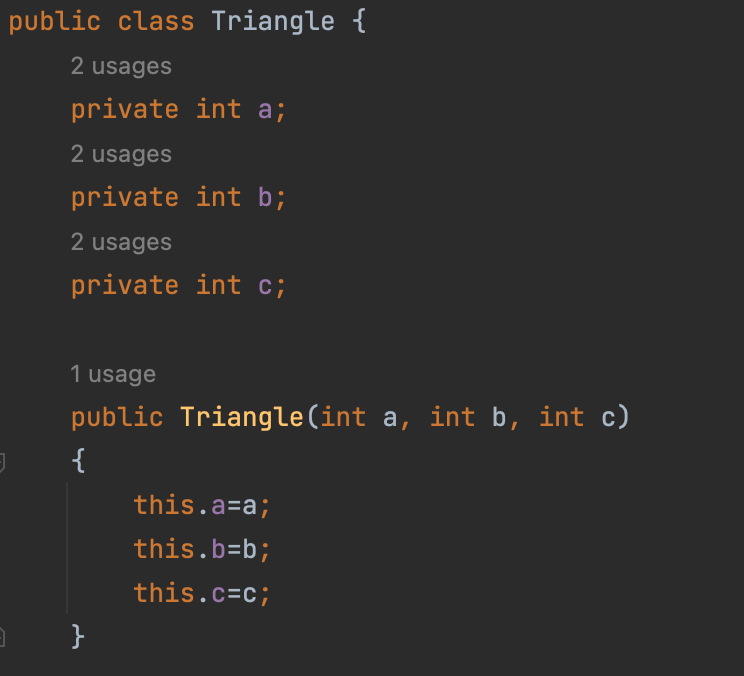 public class Triangle {
2 usages
private int a;
2 usages
private int b;
2 usages
private int c;
1 usage
public Triangle(int a, int b, int c)
{
this.a=a;
this.b=b;
this.c=c;
}